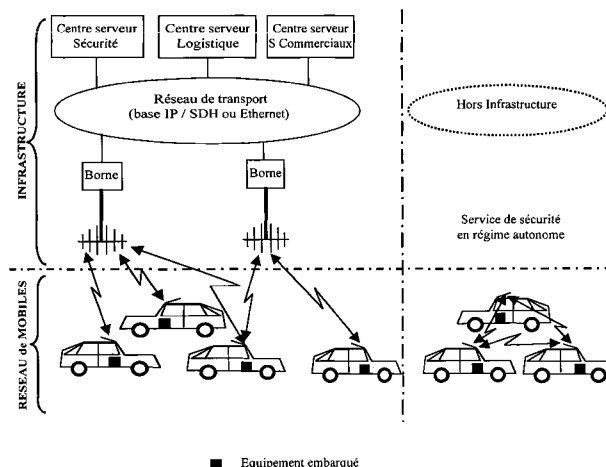 Centre serveur
Sécurité
Centre serveur
Logistique
Centre serveur
S Commerciaux
Réseau de transport
(base IP / SDH ou Ethernet)
Hors Infrastructure
INFRASTRUCTURE
Borne
Borne
Service de sécurité
en régime autonome
RESEAU de MOBILES
Equipement embarqué